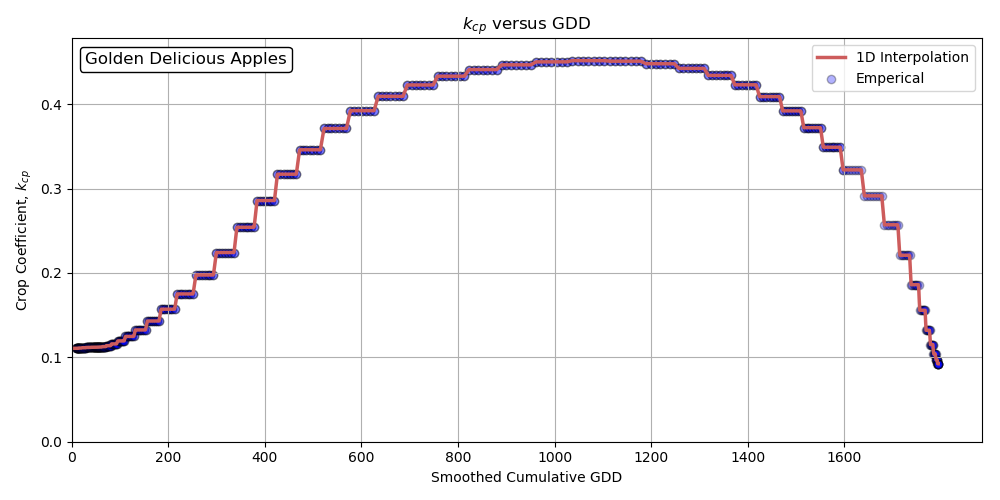 k_cp versus GDD
Golden Delicious Apples
1D Interpolation
Emperical
Crop Coefficient, k_cp
0.4
0.3
0.2
0.1
0.0
0 200 400 600 800 1000 1200 1400 1600
Smoothed Cumulative GDD